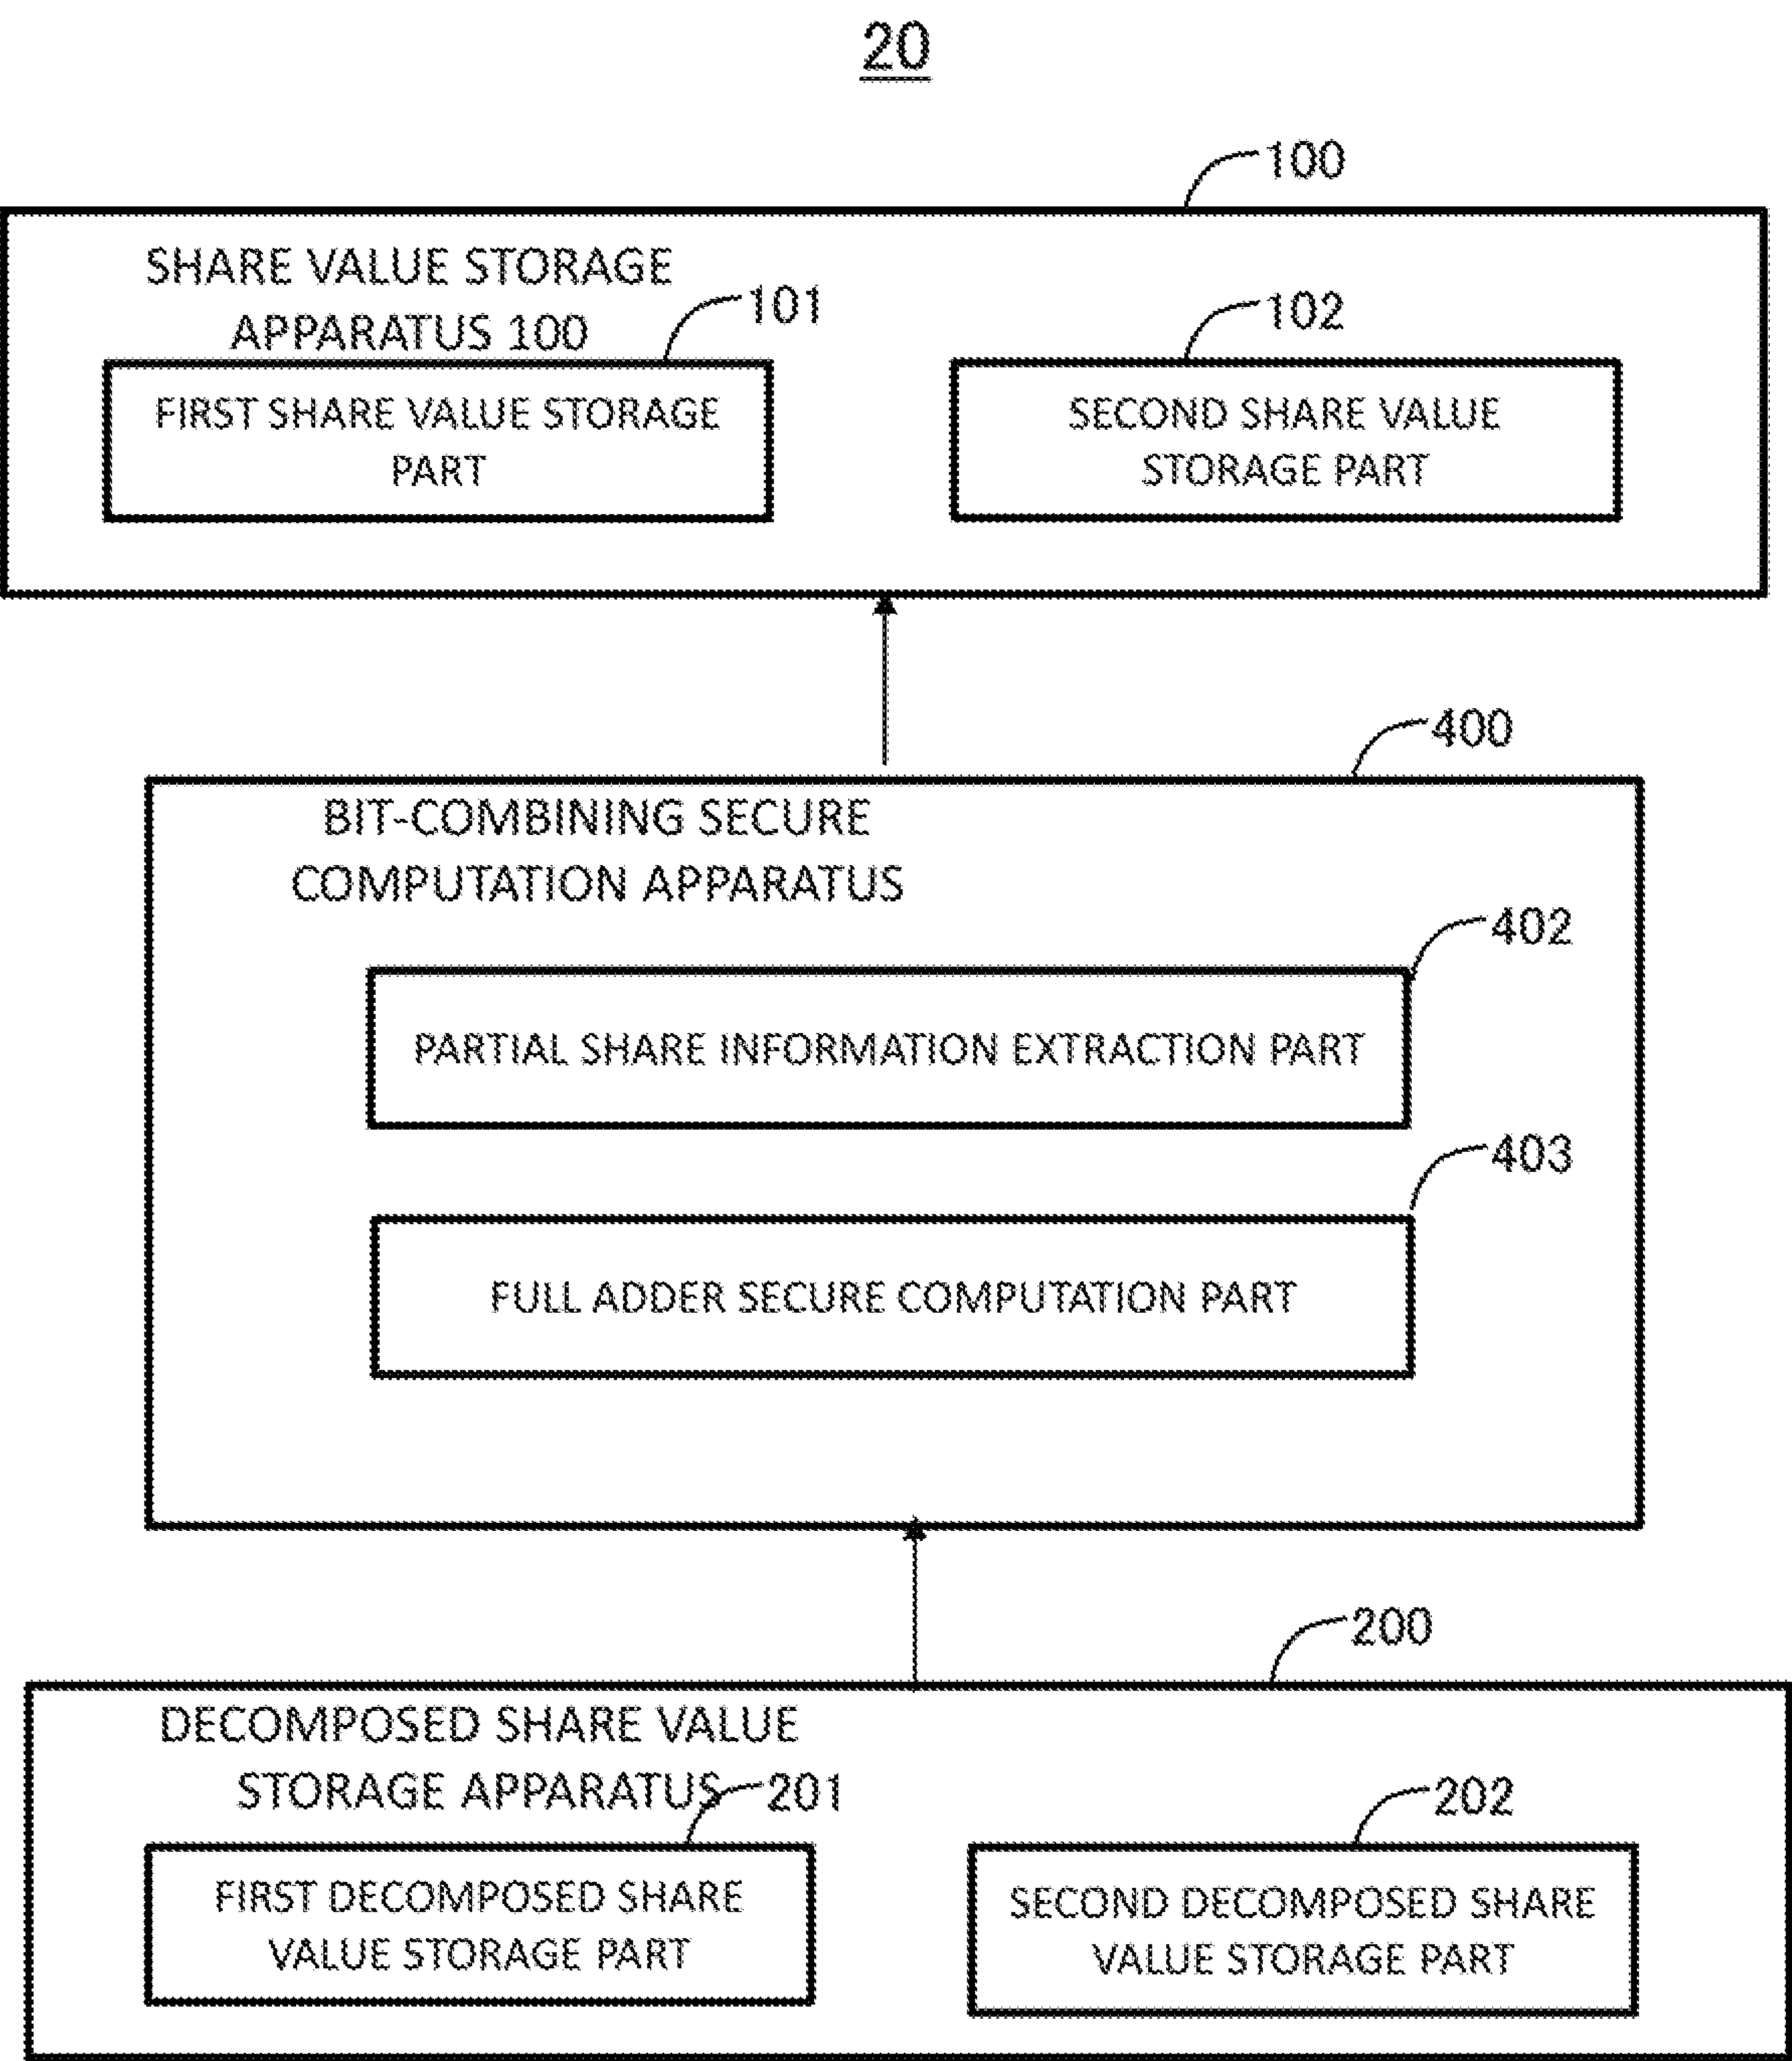 20
100
SHARE VALUE STORAGE
APPARATUS 100
101
102
FIRST SHARE VALUE STORAGE
PART
SECOND SHARE VALUE
STORAGE PART
400
BIT-COMBINING SECURE
COMPUTATION APPARATUS
402
PARTIAL SHARE INFORMATION EXTRACTION PART
403
FULL ADDER SECURE COMPUTATION PART
200
DECOMPOSED SHARE VALUE
STORAGE APPARATUS
201
202
FIRST DECOMPOSED SHARE
VALUE STORAGE PART
SECOND DECOMPOSED SHARE
VALUE STORAGE PART